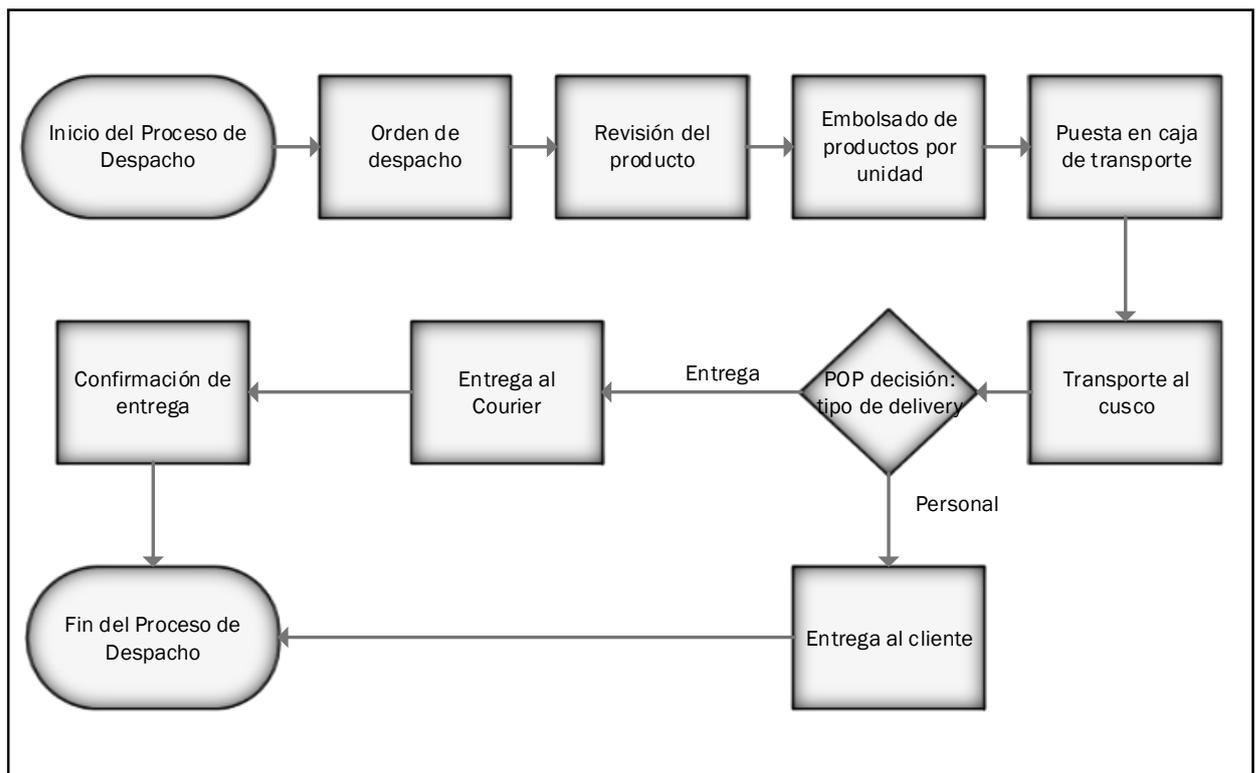 Inicio del Proceso de
Despacho
Orden de
despacho
Revisión del
producto
Embolsado de
productos por
unidad
Puesta en caja
de transporte
Transporte al
cusco
POP decisión:
tipo de delivery
Entrega
Entrega al
Courier
Confirmación de
entrega
Personal
Entrega al cliente
Fin del Proceso de
Despacho